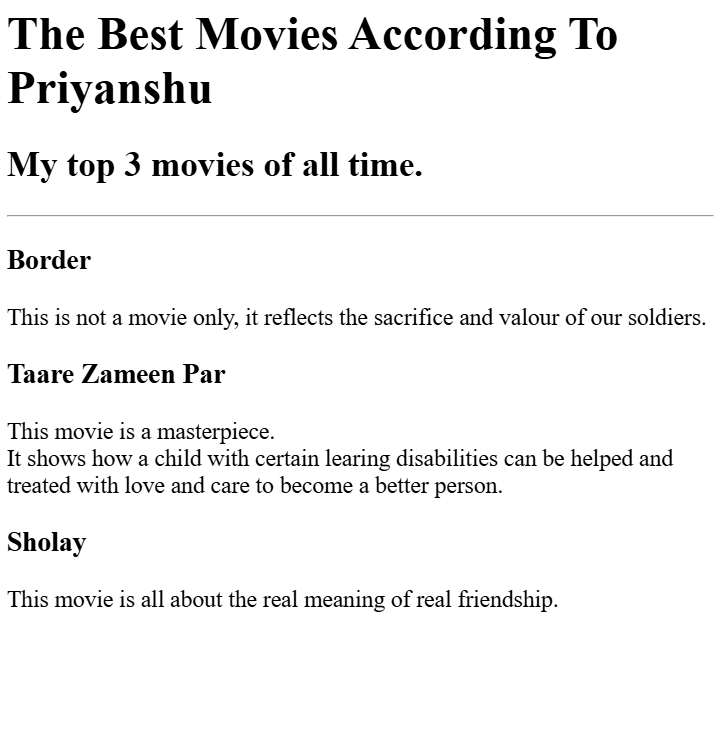 The Best Movies According To
Priyanshu
My top 3 movies of all time.
Border
This is not a movie only, it reflects the sacrifice and valour of our soldiers.
Taare Zameen Par
This movie is a masterpiece.
It shows how a child with certain learing disabilities can be helped and
treated with love and care to become a better person.
Sholay
This movie is all about the real meaning of real friendship.